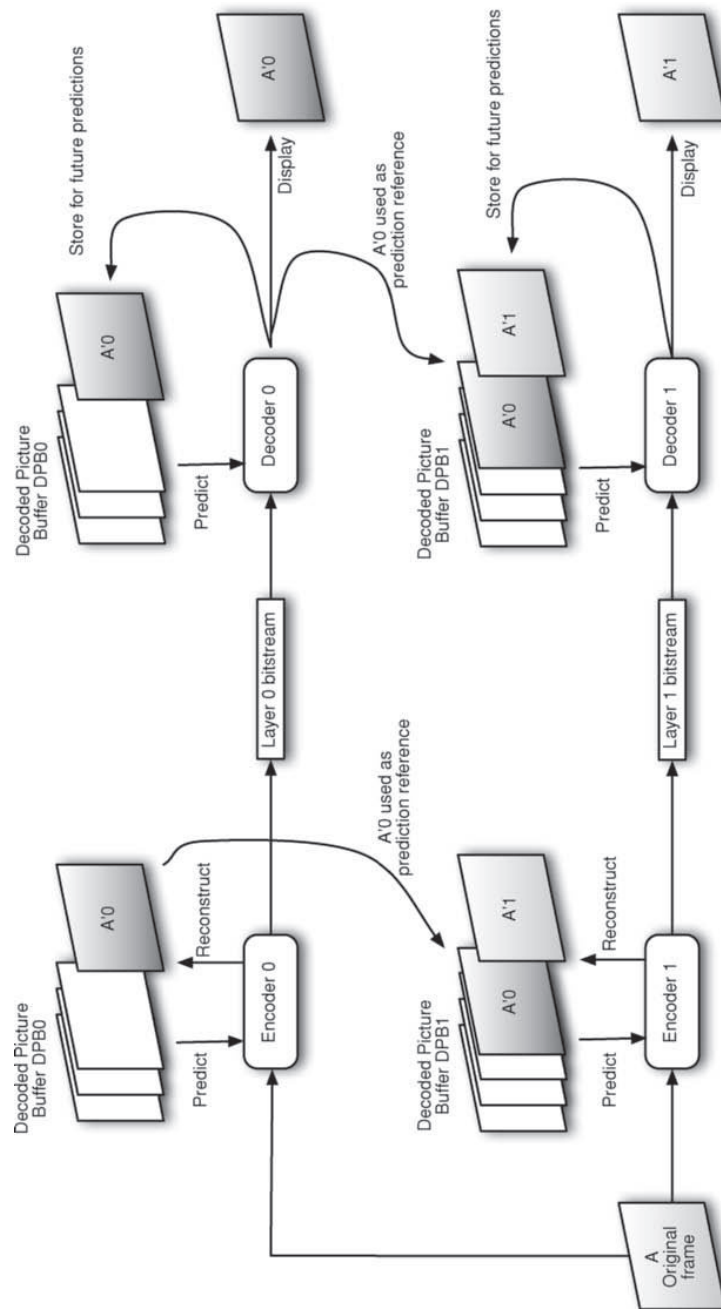 Decoded Picture
Buffer DPB0
A'0
Predict
Reconstruct
Encoder 0
Layer 0 bitstream
Decoded Picture
Buffer DPB0
A'0
Store for future predictions
Predict
Decoder 0
Display
A'0
A'0 used as
prediction reference
A'0 used as
prediction reference
Decoded Picture
Buffer DPB1
A'0
A'1
Predict
Reconstruct
A
Original
frame
Encoder 1
Layer 1 bitstream
Decoded Picture
Buffer DPB1
A'0
A'1
Store for future predictions
Predict
Decoder 1
Display
A'1